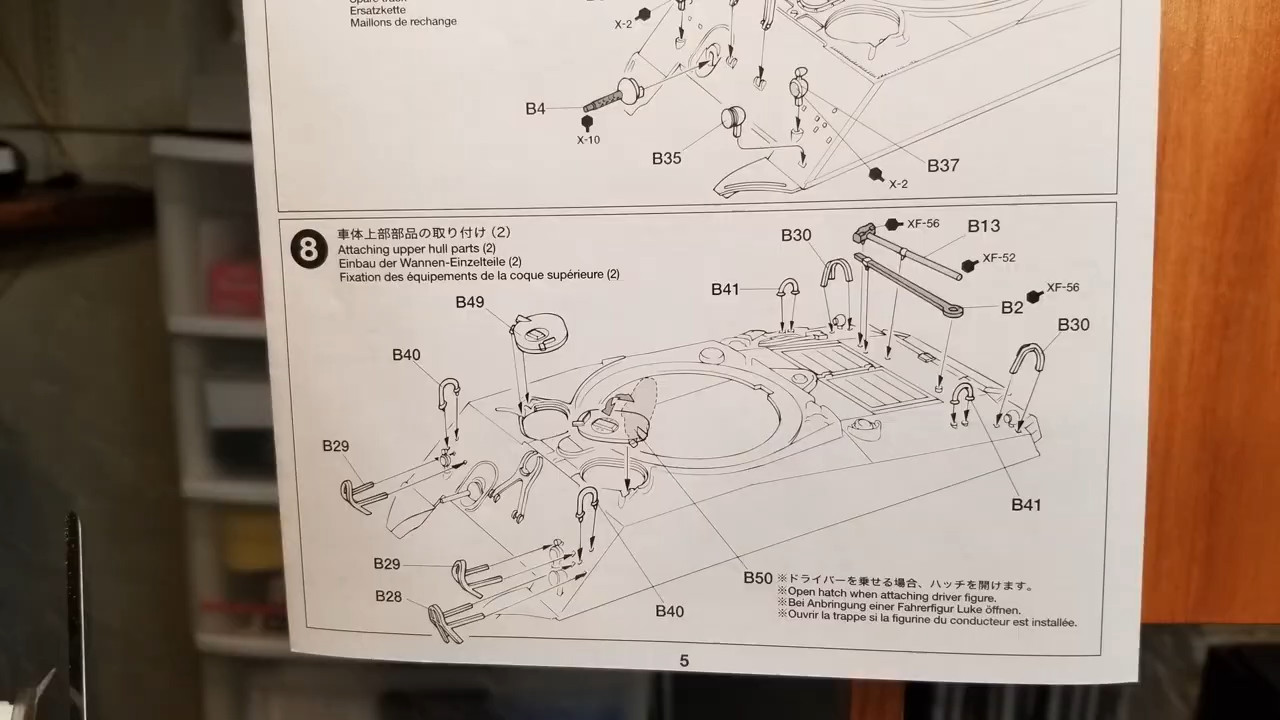 Ersatzkette
Maillons de rechange
X-2
B4
X-10
B35
B37
X-2
8
車体上部部品の取り付け (2)
Attaching upper hull parts (2)
Einbau der Wannen-Einzelteile (2)
Fixation des équipements de la coque supérieure (2)
B30
XF-56
B13
XF-52
B41
B2
XF-56
B30
B49
B40
B29
B41
B29
B28
B40
B50
※ドライバーを乗せる場合、ハッチを開けます。
※Open hatch when attaching driver figure.
※Bei Anbringung einer Fahrerfigur Luke öffnen.
※Ouvrir la trappe si la figurine du conducteur est installée.
5